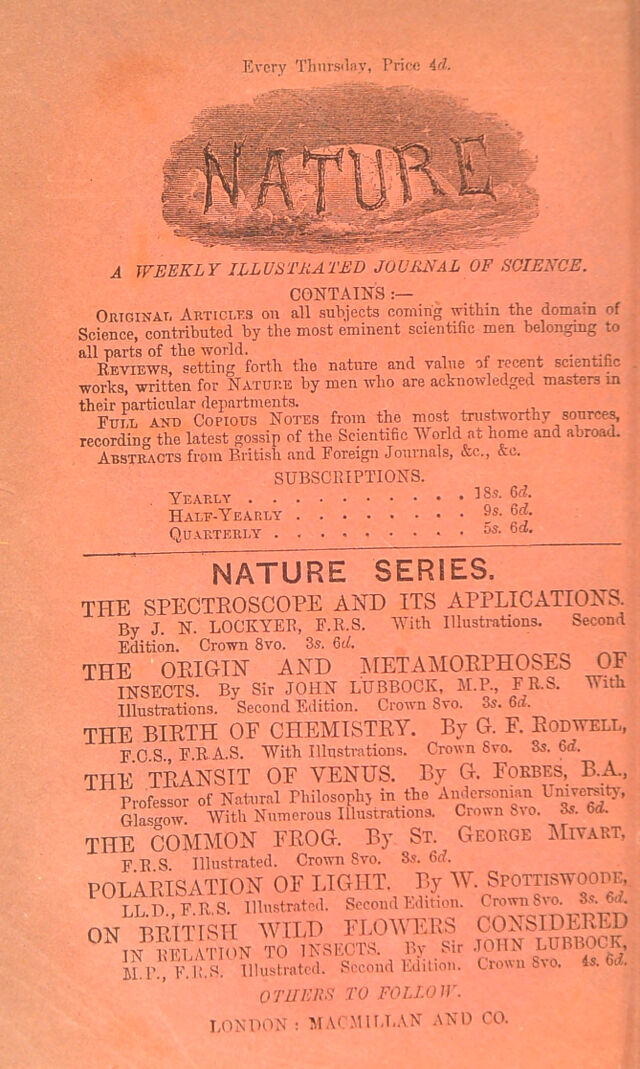 Every Thursday, Price 4d.
NATURE
A WEEKLY ILLUSTRATED JOURNAL OF SCIENCE.
CONTAINS :—
ORIGINAL ARTICLES on all subjects coming within the domain of
Science, contributed by the most eminent scientific men belonging to
all parts of the world.
REVIEWS, setting forth the nature and value of recent scientific
works, written for NATURE by men who are acknowledged masters in
their particular departments.
FULL AND COPIOUS NOTES from the most trustworthy sources,
recording the latest gossip of the Scientific World at home and abroad.
ABSTRACTS from British and Foreign Journals, &c., &c.
SUBSCRIPTIONS.
YEARLY . . . . . . . . . . . 18s. 6d.
HALF-YEARLY . . . . . . . . 9s. 6d.
QUARTERLY . . . . . . . . . 5s. 6d.
NATURE SERIES.
THE SPECTROSCOPE AND ITS APPLICATIONS.
By J. N. LOCKYER, F.R.S. With Illustrations. Second
Edition. Crown 8vo. 3s. 6d.
THE ORIGIN AND METAMORPHOSES OF
INSECTS. By Sir JOHN LUBBOCK, M.P., F.R.S. With
Illustrations. Second Edition. Crown 8vo. 3s. 6d.
THE BIRTH OF CHEMISTRY. By G. F. RODWELL,
F.C.S., F.R.A.S. With Illustrations. Crown 8vo. 3s. 6d.
THE TRANSIT OF VENUS. By G. FORBES, B.A.,
Professor of Natural Philosophy in the Andersonian University,
Glasgow. With Numerous Illustrations. Crown 8vo. 3s. 6d.
THE COMMON FROG. By ST. GEORGE MIVART,
F.R.S. Illustrated. Crown 8vo. 3s. 6d.
POLARISATION OF LIGHT. By W. SPOTTISWOODE,
LL.D., F.R.S. Illustrated. Second Edition. Crown 8vo. 3s. 6d.
ON BRITISH WILD FLOWERS CONSIDERED
IN RELATION TO INSECTS. By Sir JOHN LUBBOCK,
M.P., F.R.S. Illustrated. Second Edition. Crown 8vo. 4s. 6d.
OTHERS TO FOLLOW.
LONDON : MACMILLAN AND CO.